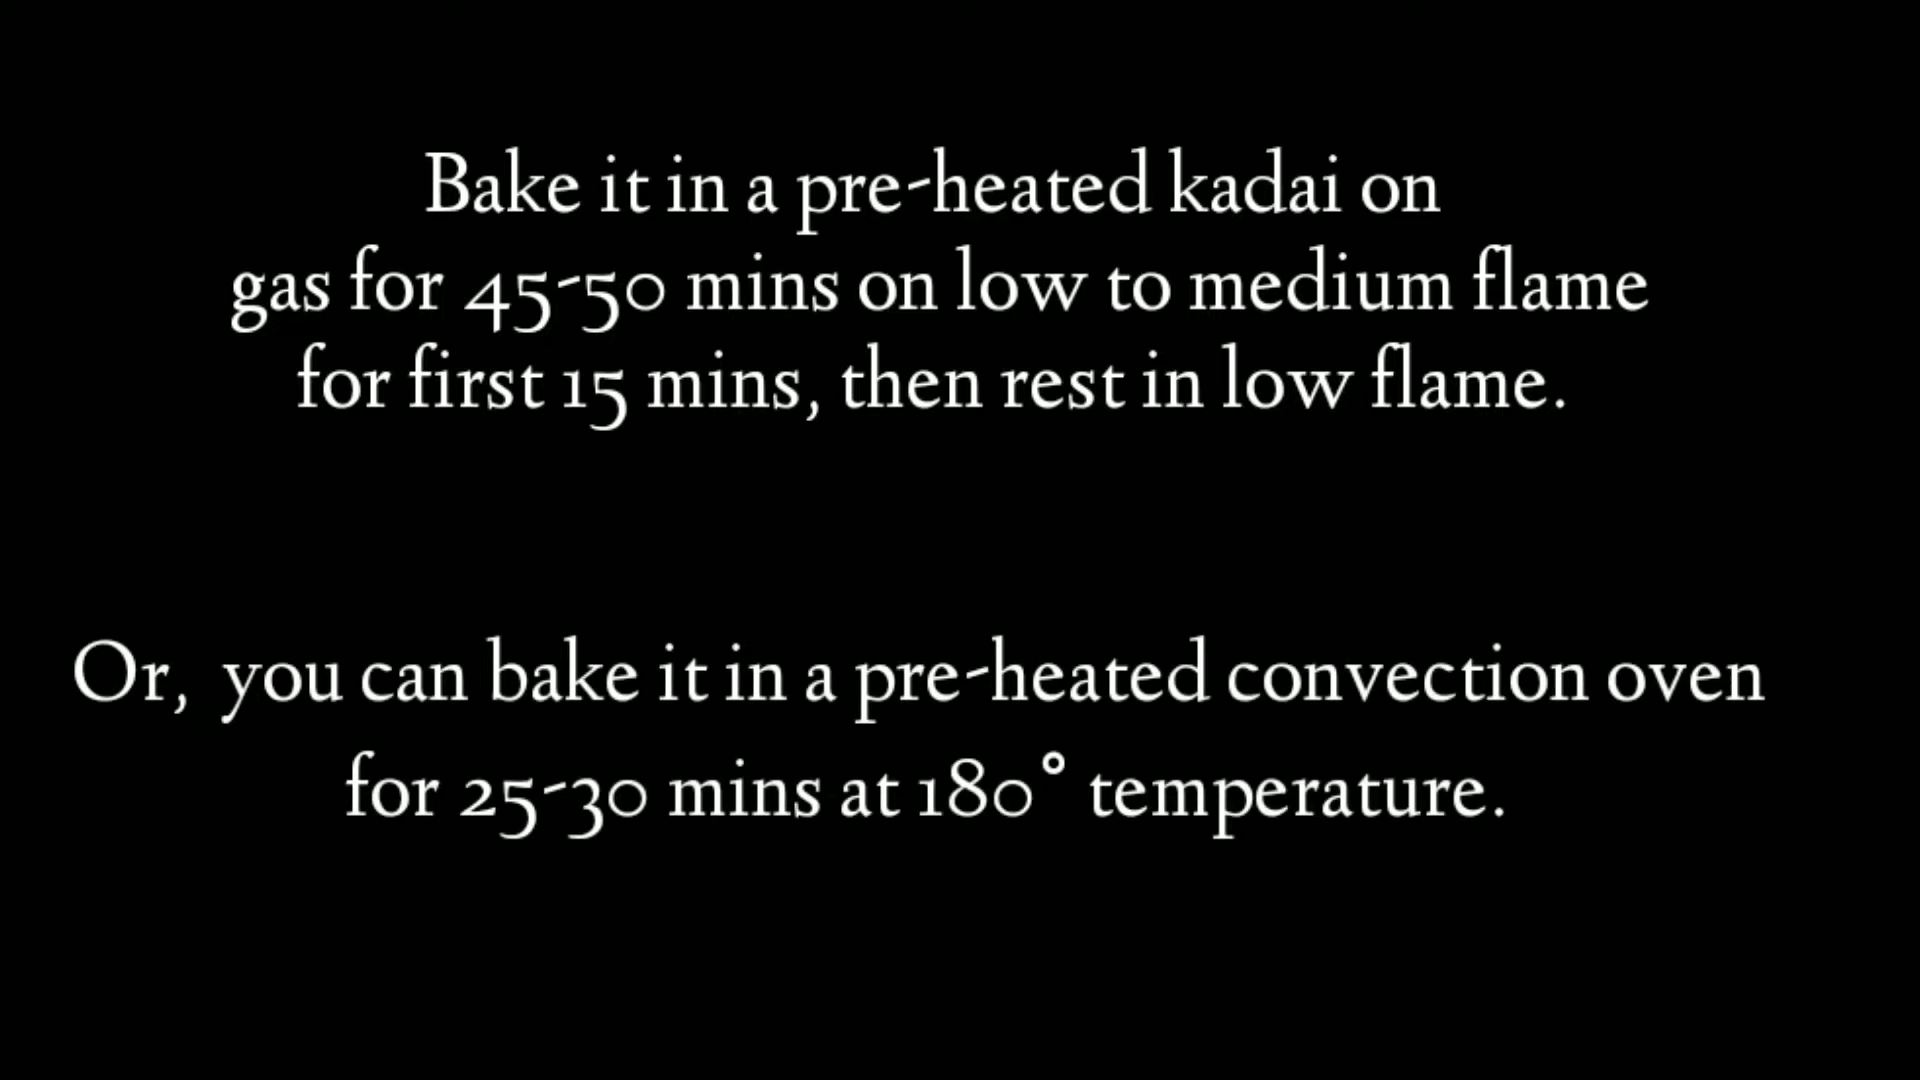 Bake it in a pre-heated kadai on
gas for 45-50 mins on low to medium flame
for first 15 mins, then rest in low flame.
Or, you can bake it in a pre-heated convection oven
for 25-30 mins at 180° temperature.